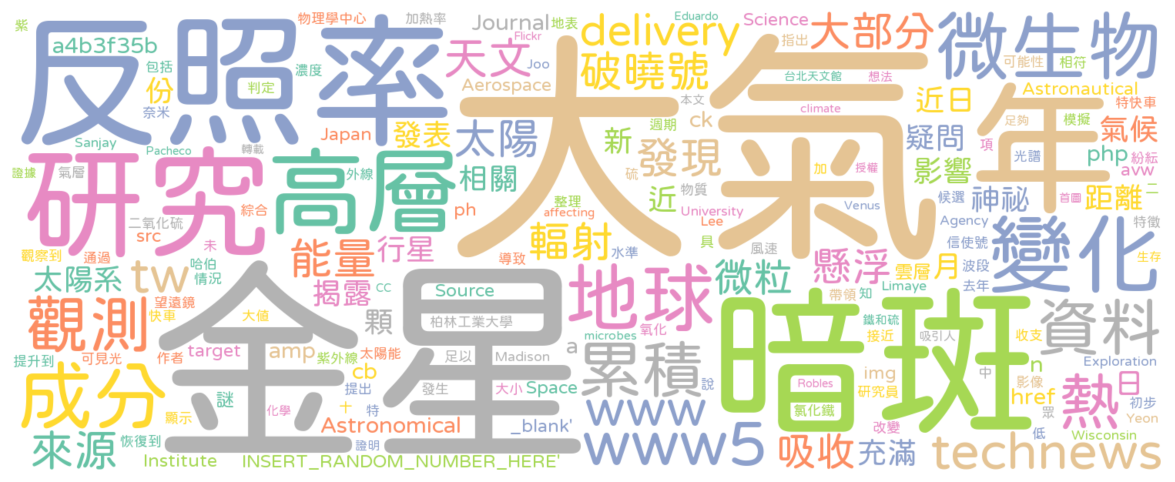 紫 物理學中心 加熱率 Journal 地表 Eduardo Science 指出 大部分 微生物
反照率 a4b3f35b 天文 Flickr Joo delivery 破曉號 台北天文館 想法 可能性 相符
包括 份 判定 濃度 Aerospace 大氣 本文 近日 年 Astronautical
奈米 Japan 發表 太陽 新 週期 ck climate 疑問 足夠 模擬 特快車 氣候
Sanjay Pacheco 轉載 發現 影響 光譜 項 php 紛紜
證據 氣層 研究 高層 外線 相關 硫 加 授權 候選 神祕 首圖 距離 二 avw
二氧化硫 綜合 ph 整理 近 物質 Venus Agency 特徵
src affecting University Lee 信使號 變化
觀察到 通過 未 能量 行星 導致 輻射 水準 具 風速 懸浮 雲層 月 波段
太陽系 tw 哈伯 情況 揭露 cc Source 地球 微粒 帶領 知 Limaye 去年 生存
觀測 望遠鏡 快車 金星 大值 顆 柏林工業大學 microbes 氧化 暗斑 鐵和硫 資料
提升到 可見光 作者 target amp 紫外線 太陽能 足以 Madison a 累積 接近 吸引人 收支 Exploration
成分 謎 cb 提出 發生 大小 Space 說 Robles img 中 n 影像 熱 日 初步
顯示 化學 十 特 www 氯化鐵 研究員 href 眾 Yeon
來源 恢復到 Astronomical 證明 _blank' www5 改變 低 Wisconsin
Institute INSERT_RANDOM_NUMBER_HERE' 吸收 充滿 technews